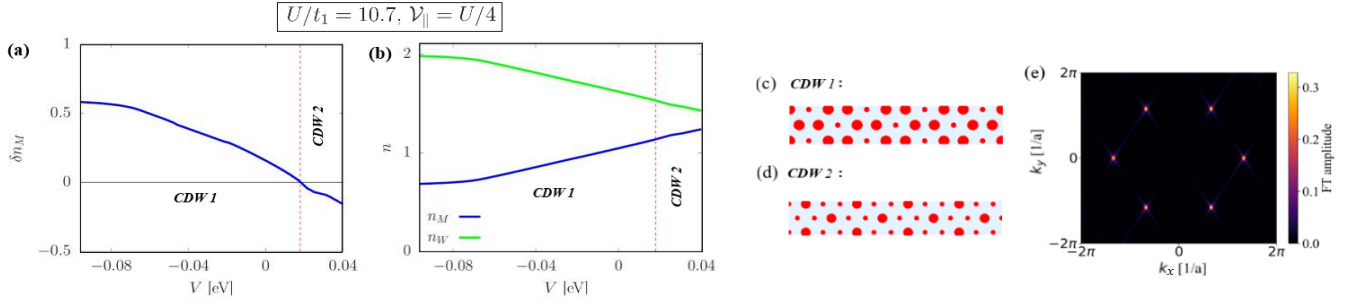 U/t₁ = 10.7, 𝒱∥ = U/4
(a)
1
0.5
0
−0.5
δn_M
CDW 1
CDW 2
−0.08
−0.04
0
0.04
V [eV]
(b)
2
1
0
n
CDW 1
CDW 2
n_M
n_W
−0.08
−0.04
0
0.04
V [eV]
(c) CDW 1 :
(d) CDW 2 :
(e)
2π
0
−2π
k_y [1/a]
−2π
0
2π
k_x [1/a]
0.3
0.2
0.1
0.0
FT amplitude